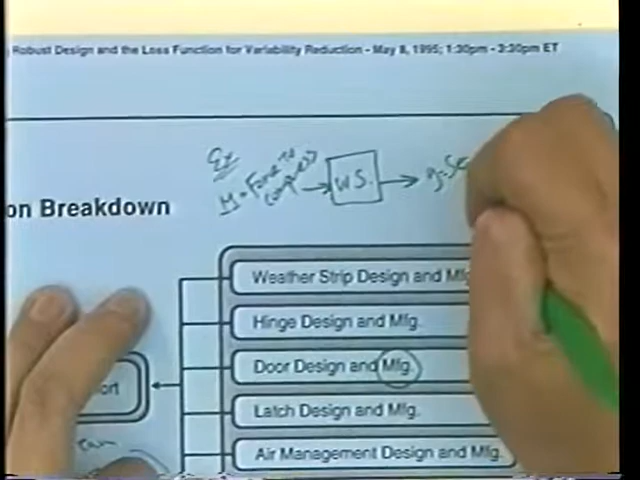 Robust Design and the Loss Function for Variability Reduction - May 8, 1995; 1:30pm - 3:30pm ET
Ex
M = Force to compress
W.S.
on Breakdown
Weather Strip Design and Mfg
Hinge Design and Mfg.
Door Design and Mfg.
ort
Latch Design and Mfg.
Air Management Design and Mfg.